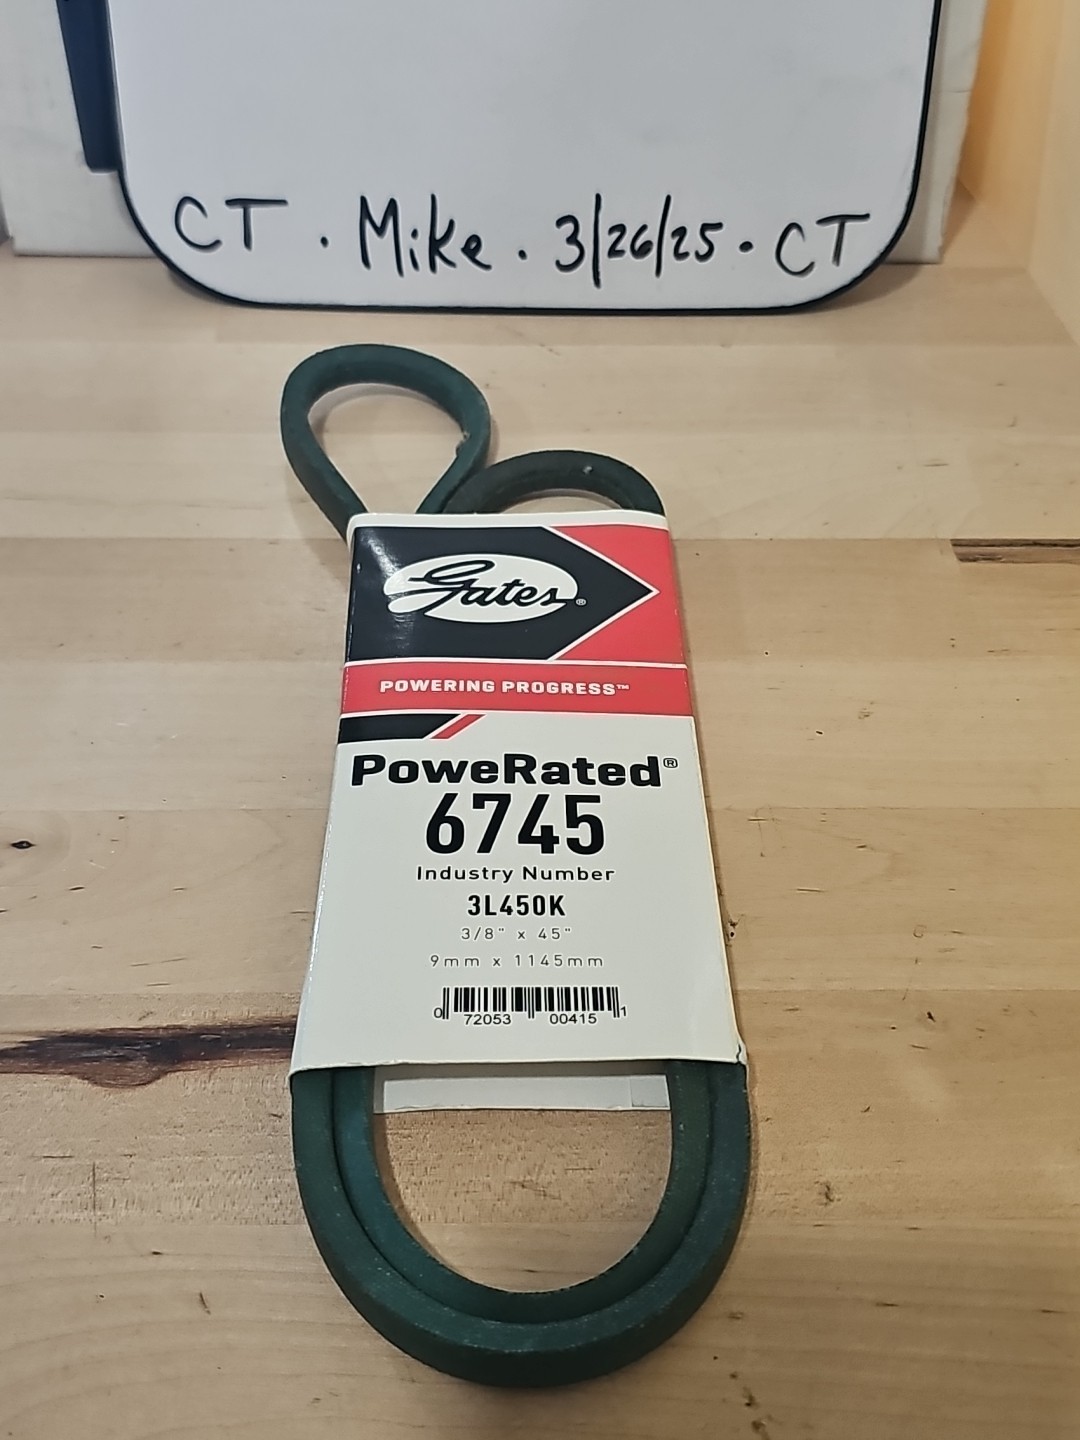 CT . Mike . 3/26/25 . CT
Gates®
POWERING PROGRESS™
PoweRated®
6745
Industry Number
3L450K
3/8" x 45"
9mm x 1145mm
0 72053 00415 1